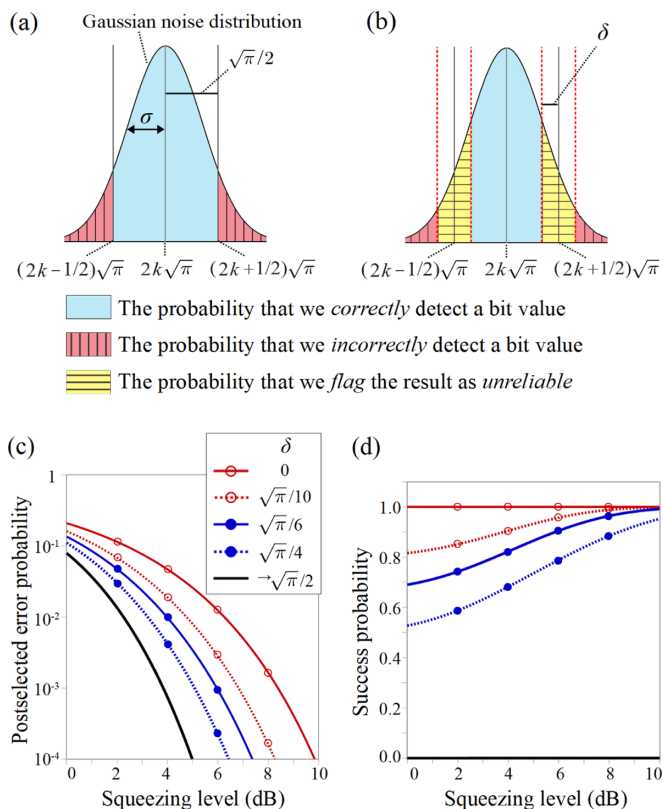 (a)
Gaussian noise distribution
√π/2
σ
(2k−1/2)√π
2k√π
(2k+1/2)√π
(b)
δ
(2k−1/2)√π
2k√π
(2k+1/2)√π
The probability that we correctly detect a bit value
The probability that we incorrectly detect a bit value
The probability that we flag the result as unreliable
(c)
δ
0
√π/10
√π/6
√π/4
→√π/2
Postselected error probability
1
10⁻¹
10⁻²
10⁻³
10⁻⁴
0 2 4 6 8 10
Squeezing level (dB)
(d)
Success probability
1.0
0.8
0.6
0.4
0.2
0.0
0 2 4 6 8 10
Squeezing level (dB)